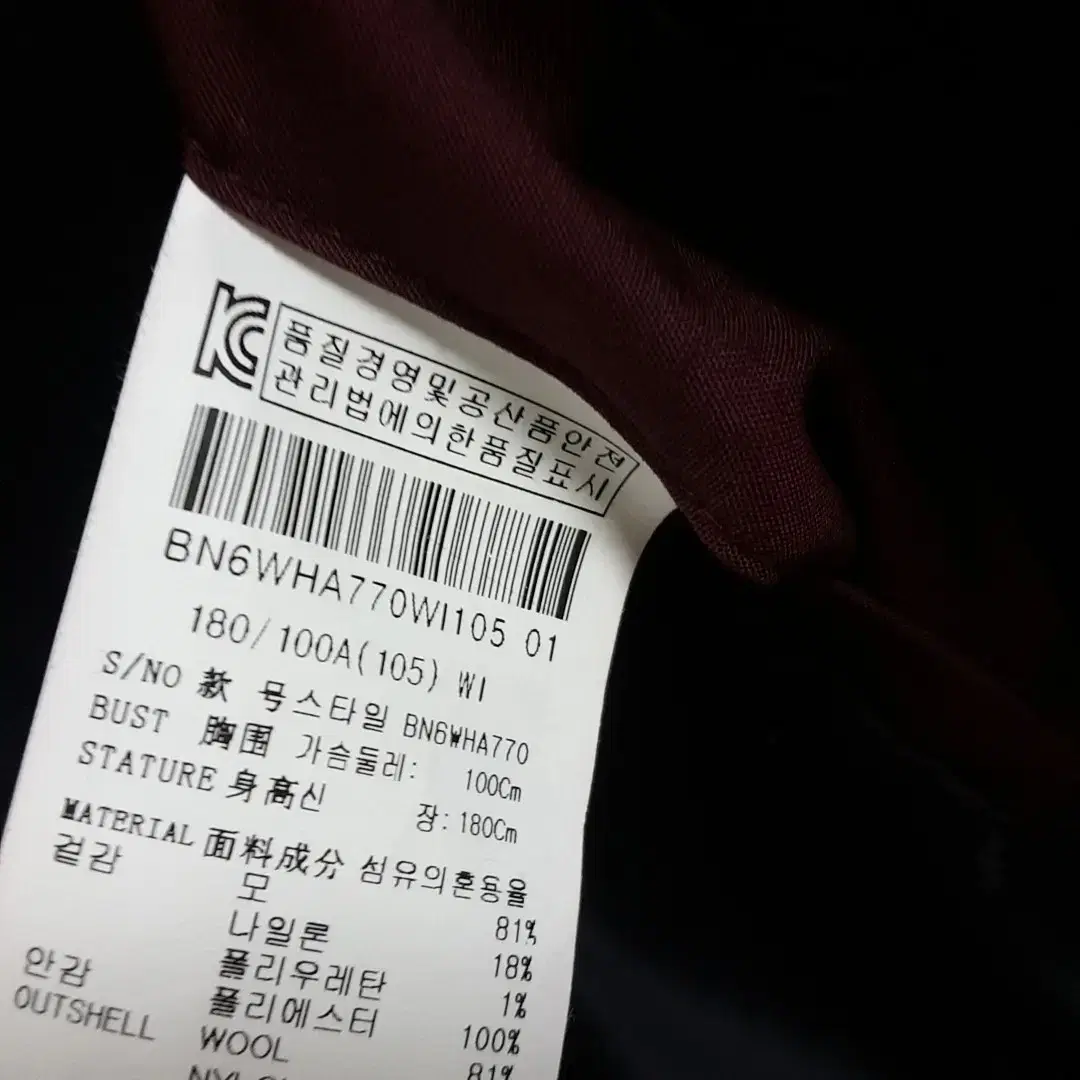 KC
품질경영및공산품안전
관리법에의한품질표시
BN6WHA770WI105 01
180/100A(105) WI
S/NO 款 号스타일 BN6WHA770
BUST 胸围 가슴둘레: 100Cm
STATURE 身高신 장: 180Cm
MATERIAL 面料成分 섬유의혼용율
겉감 모 81%
나일론 18%
폴리우레탄 1%
안감 폴리에스터 100%
OUTSHELL WOOL 81%